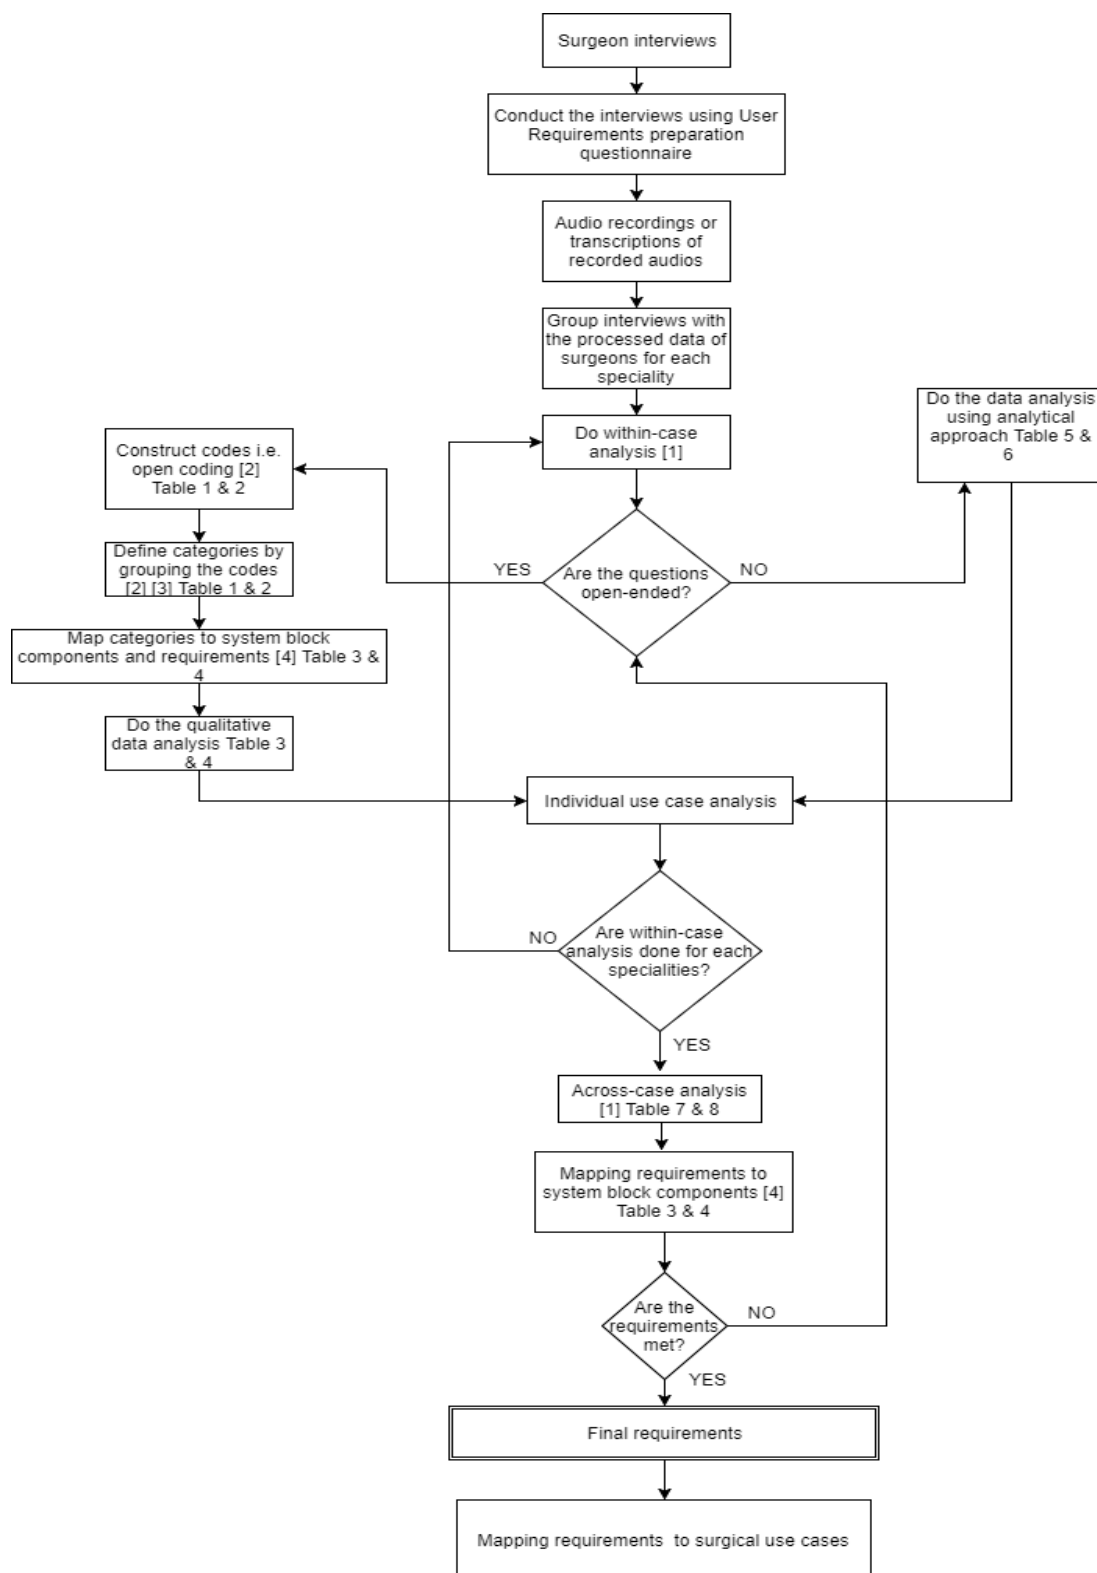 Surgeon interviews
Conduct the interviews using User
Requirements preparation
questionnaire
Audio recordings or
transcriptions of
recorded audios
Group interviews with
the processed data of
surgeons for each
speciality
Do within-case
analysis [1]
Are the questions
open-ended?
YES
NO
Construct codes i.e.
open coding [2]
Table 1 & 2
Define categories by
grouping the codes
[2] [3] Table 1 & 2
Map categories to system block
components and requirements [4] Table 3 &
4
Do the qualitative
data analysis Table 3
& 4
Do the data analysis
using analytical
approach Table 5 &
6
Individual use case analysis
Are within-case
analysis done for each
specialities?
NO
YES
Across-case analysis
[1] Table 7 & 8
Mapping requirements to
system block components [4]
Table 3 & 4
Are the
requirements
met?
NO
YES
Final requirements
Mapping requirements to surgical use cases